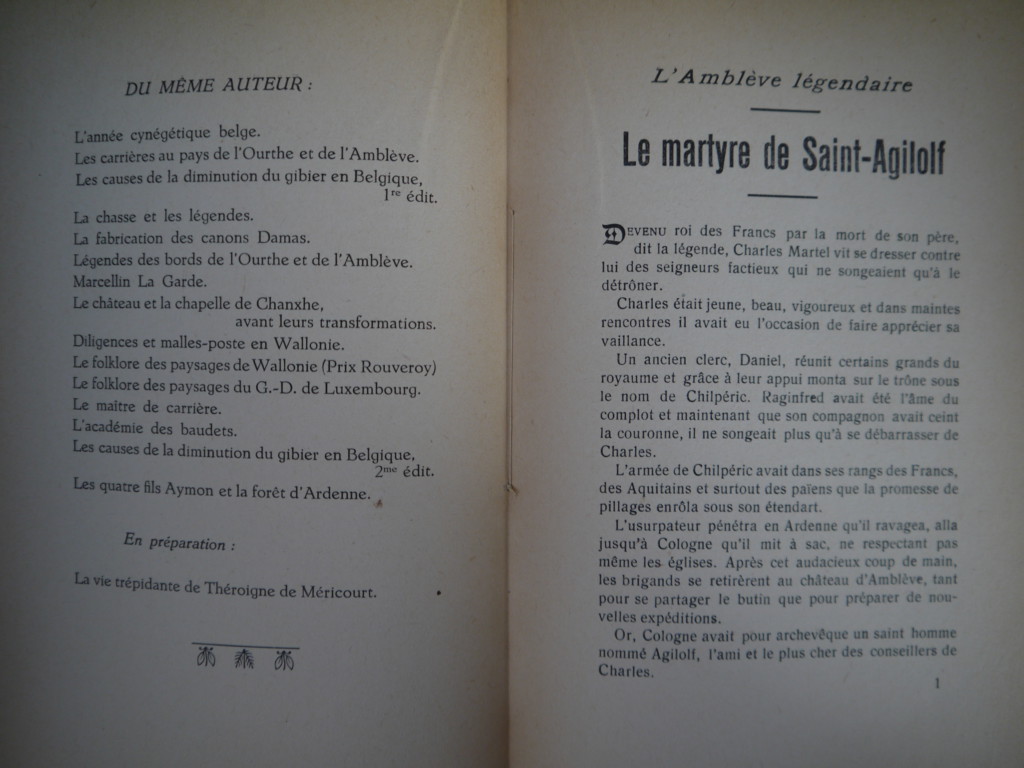 DU MÊME AUTEUR :
L'année cynégétique belge.
Les carrières au pays de l'Ourthe et de l'Amblève.
Les causes de la diminution du gibier en Belgique,
1re édit.
La chasse et les légendes.
La fabrication des canons Damas.
Légendes des bords de l'Ourthe et de l'Amblève.
Marcellin La Garde.
Le château et la chapelle de Chanxhe,
avant leurs transformations.
Diligences et malles-poste en Wallonie.
Le folklore des paysages de Wallonie (Prix Rouveroy)
Le folklore des paysages du G.-D. de Luxembourg.
Le maître de carrière.
L'académie des baudets.
Les causes de la diminution du gibier en Belgique,
2me édit.
Les quatre fils Aymon et la forêt d'Ardenne.
En préparation :
La vie trépidante de Théroigne de Méricourt.
L'Amblève légendaire
Le martyre de Saint-Agilolf
DEVENU roi des Francs par la mort de son père,
dit la légende, Charles Martel vit se dresser contre
lui des seigneurs factieux qui ne songeaient qu'à le
détrôner.
Charles était jeune, beau, vigoureux et dans maintes
rencontres il avait eu l'occasion de faire apprécier sa
vaillance.
Un ancien clerc, Daniel, réunit certains grands du
royaume et grâce à leur appui monta sur le trône sous
le nom de Chilpéric. Raginfred avait été l'âme du
complot et maintenant que son compagnon avait ceint
la couronne, il ne songeait plus qu'à se débarrasser de
Charles.
L'armée de Chilpéric avait dans ses rangs des Francs,
des Aquitains et surtout des païens que la promesse de
pillages enrôla sous son étendart.
L'usurpateur pénétra en Ardenne qu'il ravagea, alla
jusqu'à Cologne qu'il mit à sac, ne respectant pas
même les églises. Après cet audacieux coup de main,
les brigands se retirèrent au château d'Amblève, tant
pour se partager le butin que pour préparer de nou-
velles expéditions.
Or, Cologne avait pour archevêque un saint homme
nommé Agilolf, l'ami et le plus cher des conseillers de
Charles.
1